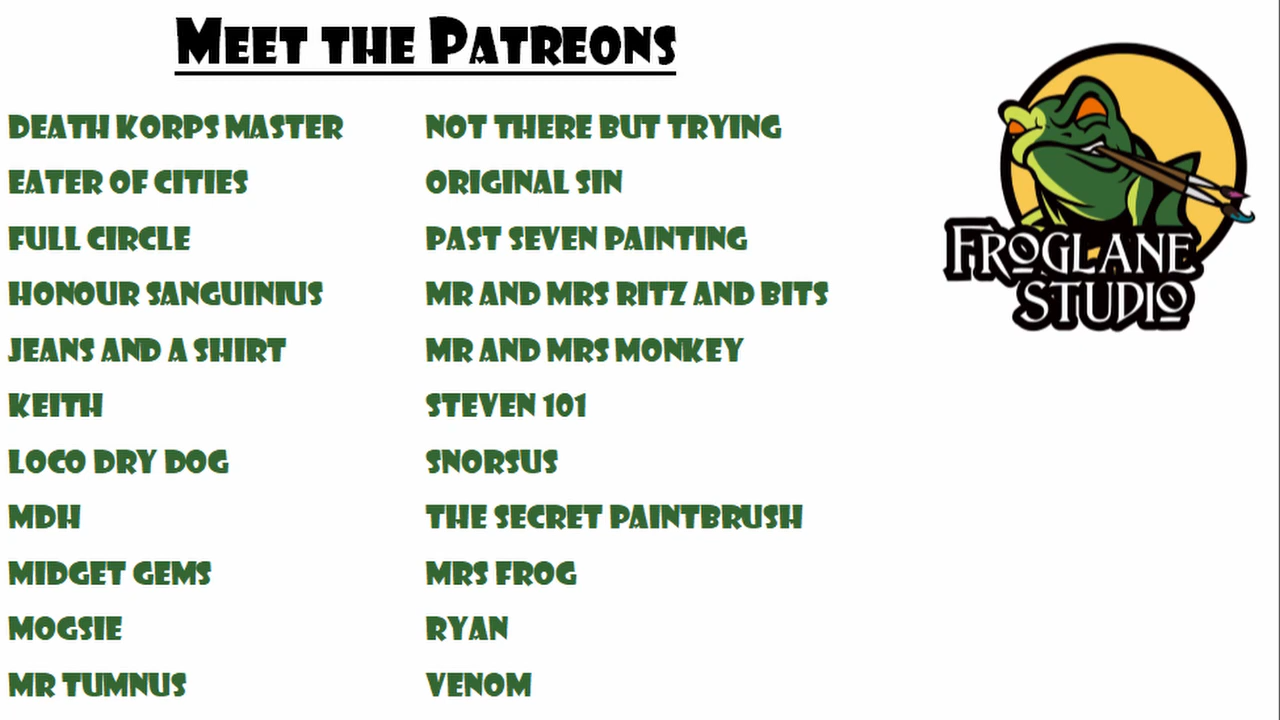 MEET THE PATREONS
DEATH KORPS MASTER
EATER OF CITIES
FULL CIRCLE
HONOUR SANGUINIUS
JEANS AND A SHIRT
KEITH
LOCO DRY DOG
MDH
MIDGET GEMS
MOGSIE
MR TUMNUS
NOT THERE BUT TRYING
ORIGINAL SIN
PAST SEVEN PAINTING
MR AND MRS RITZ AND BITS
MR AND MRS MONKEY
STEVEN 101
SNORSUS
THE SECRET PAINTBRUSH
MRS FROG
RYAN
VENOM
FROGLANE
STUDIO